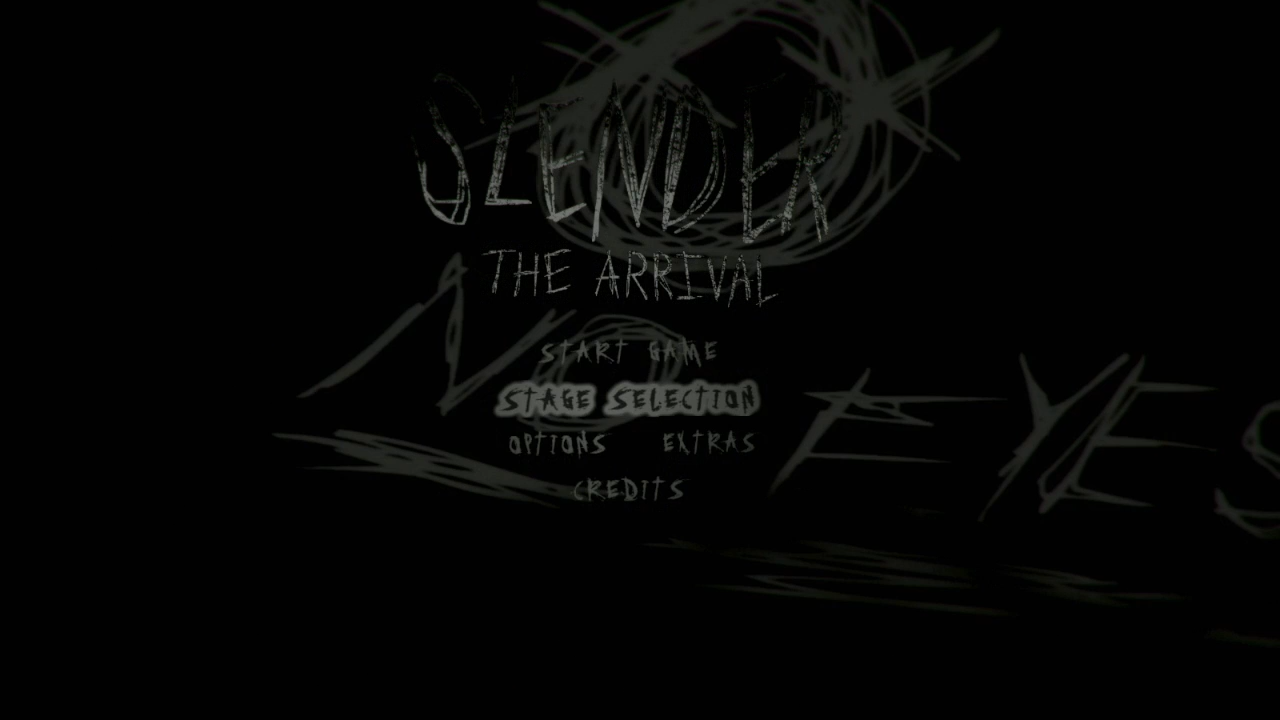 SLENDER
THE ARRIVAL
START GAME
STAGE SELECTION
OPTIONS EXTRAS
CREDITS
NO EYES